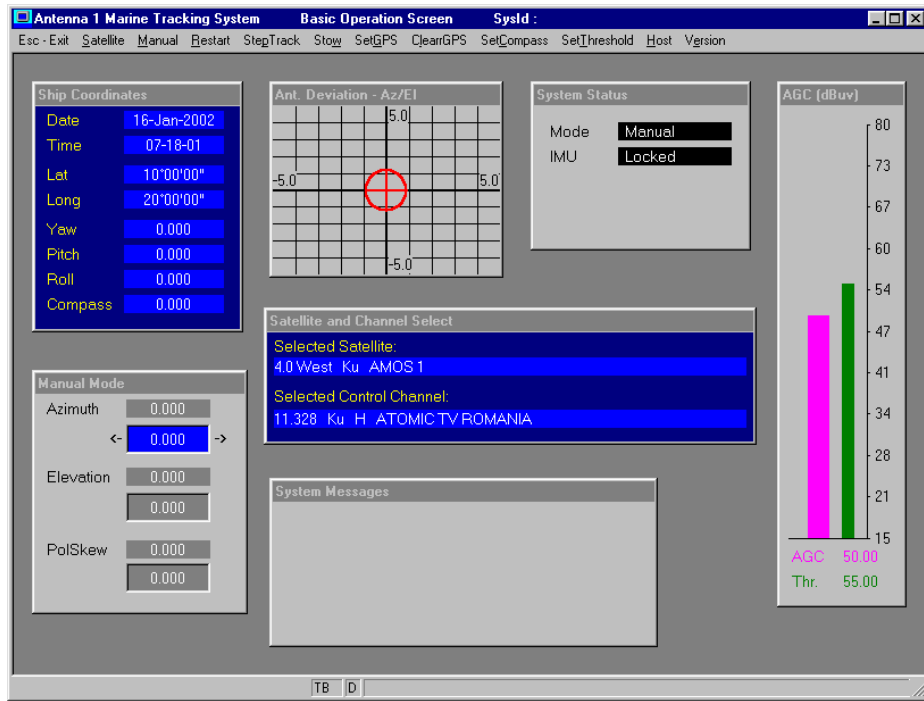 Antenna 1 Marine Tracking System Basic Operation Screen SysId :
Esc - Exit Satellite Manual Restart StepTrack Stow SetGPS ClearrGPS SetCompass SetThreshold Host Version
Ship Coordinates
Date 16-Jan-2002
Time 07-18-01
Lat 10°00'00"
Long 20°00'00"
Yaw 0.000
Pitch 0.000
Roll 0.000
Compass 0.000
Ant. Deviation - Az/El
5.0
-5.0 5.0
-5.0
System Status
Mode Manual
IMU Locked
AGC (dBuv)
80
73
67
60
54
47
41
34
28
21
15
AGC 50.00
Thr. 55.00
Satellite and Channel Select
Selected Satellite:
4.0 West Ku AMOS 1
Selected Control Channel:
11.328 Ku H ATOMIC TV ROMANIA
Manual Mode
Azimuth 0.000
<- 0.000 ->
Elevation 0.000
0.000
PolSkew 0.000
0.000
System Messages
TB D